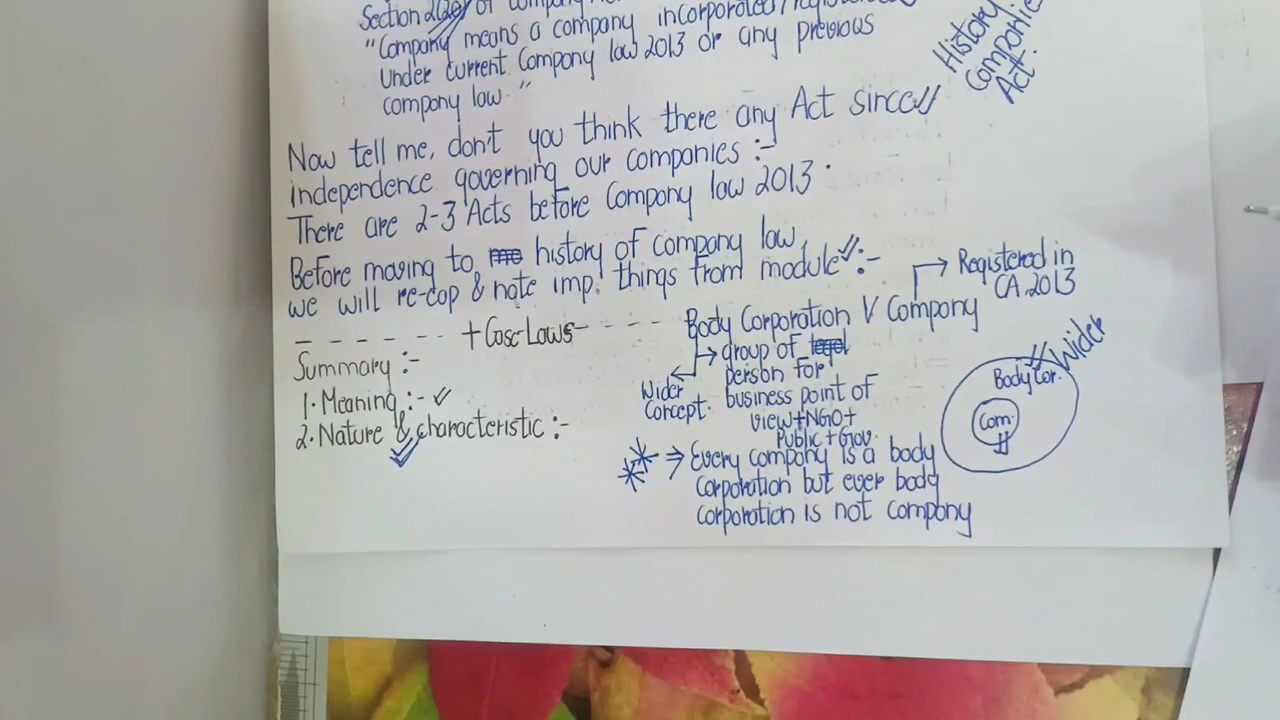 Section 2(20) of Company
"Company means a company incorporated/registered
Under current Company law 2013 or any previous
company law."
History
Companies
Act.
Now tell me, don't you think there any Act since
independence governing our companies :-
There are 2-3 Acts before Company law 2013.
Before moving to history of company law,
we will re-cap & note imp. things from module :-
+ Case-Laws
Summary :-
1. Meaning :-
2. Nature & characteristic :-
Body Corporation V Company
Registered in
CA.2013
group of
person for
business point of
view+NGO+
Public+Gov.
Wider
Concept.
Every company is a body
Corporation but ever body
Corporation is not company
Body Cor.
Wider
Com.